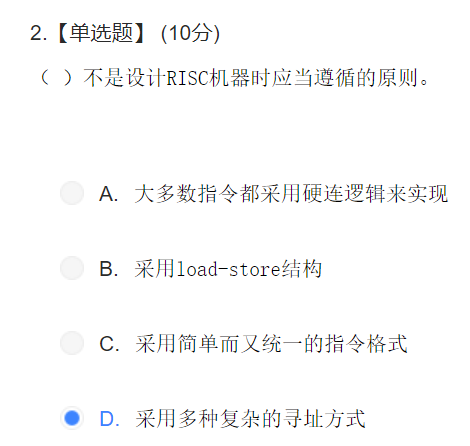 2.【单选题】 (10分)
（ ）不是设计RISC机器时应当遵循的原则。
A. 大多数指令都采用硬连逻辑来实现
B. 采用load-store结构
C. 采用简单而又统一的指令格式
D. 采用多种复杂的寻址方式